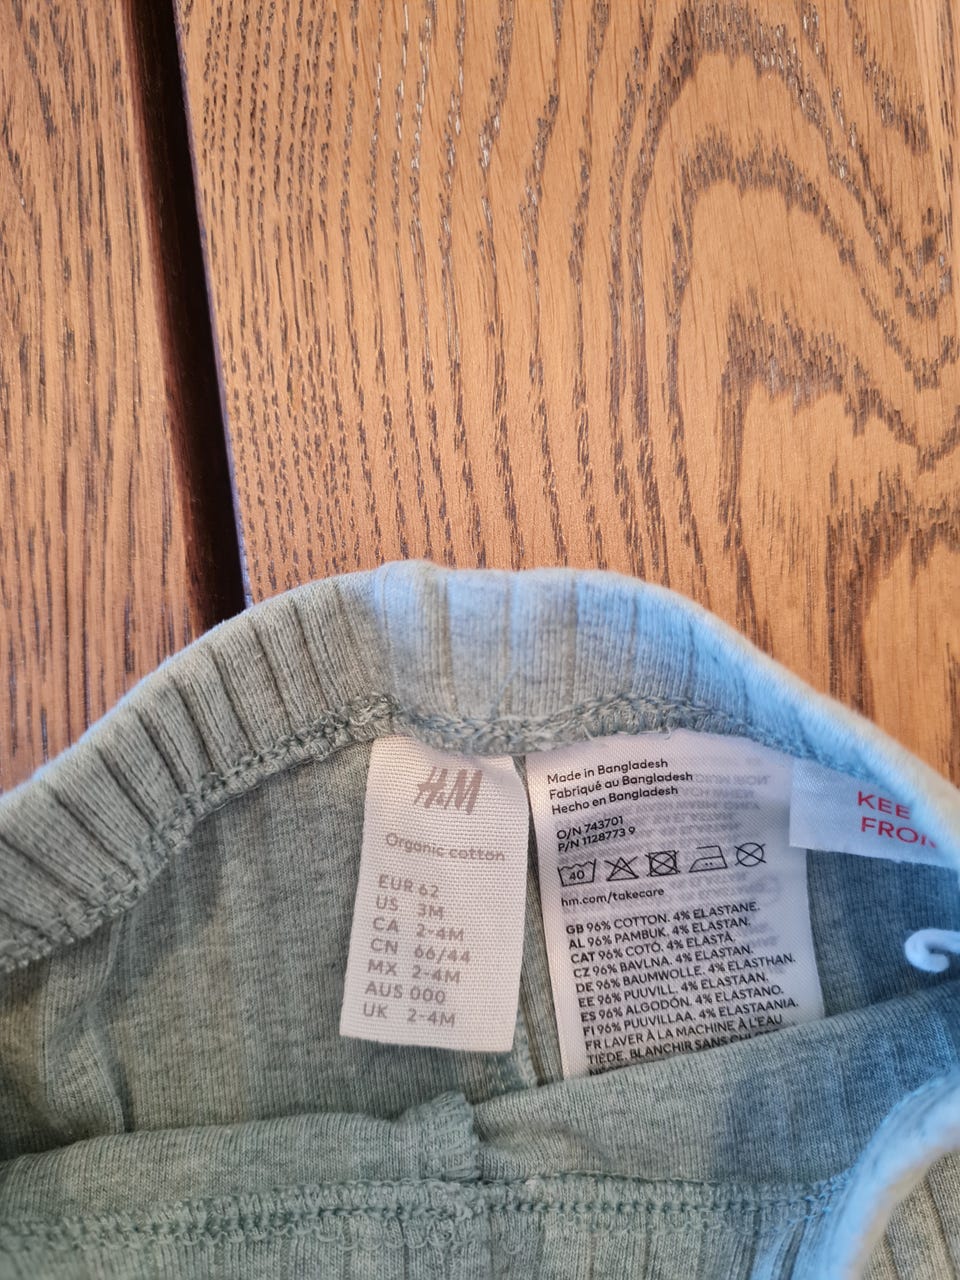 H&M
Organic cotton
EUR 62
US 3M
CA 2-4M
CN 66/44
MX 2-4M
AUS 000
UK 2-4M
Made in Bangladesh
Fabriqué au Bangladesh
Hecho en Bangladesh
O/N 743701
P/N 1128773 9
40
hm.com/takecare
GB 96% COTTON. 4% ELASTANE.
AL 96% PAMBUK. 4% ELASTAN.
CAT 96% COTÓ. 4% ELASTÀ.
CZ 96% BAVLNA. 4% ELASTAN.
DE 96% BAUMWOLLE. 4% ELASTHAN.
EE 96% PUUVILL. 4% ELASTAAN.
ES 96% ALGODÓN. 4% ELASTANO.
FI 96% PUUVILLAA. 4% ELASTAANIA.
FR LAVER À LA MACHINE À L'EAU
TIÈDE. BLANCHIR SANS
KEE
FRO